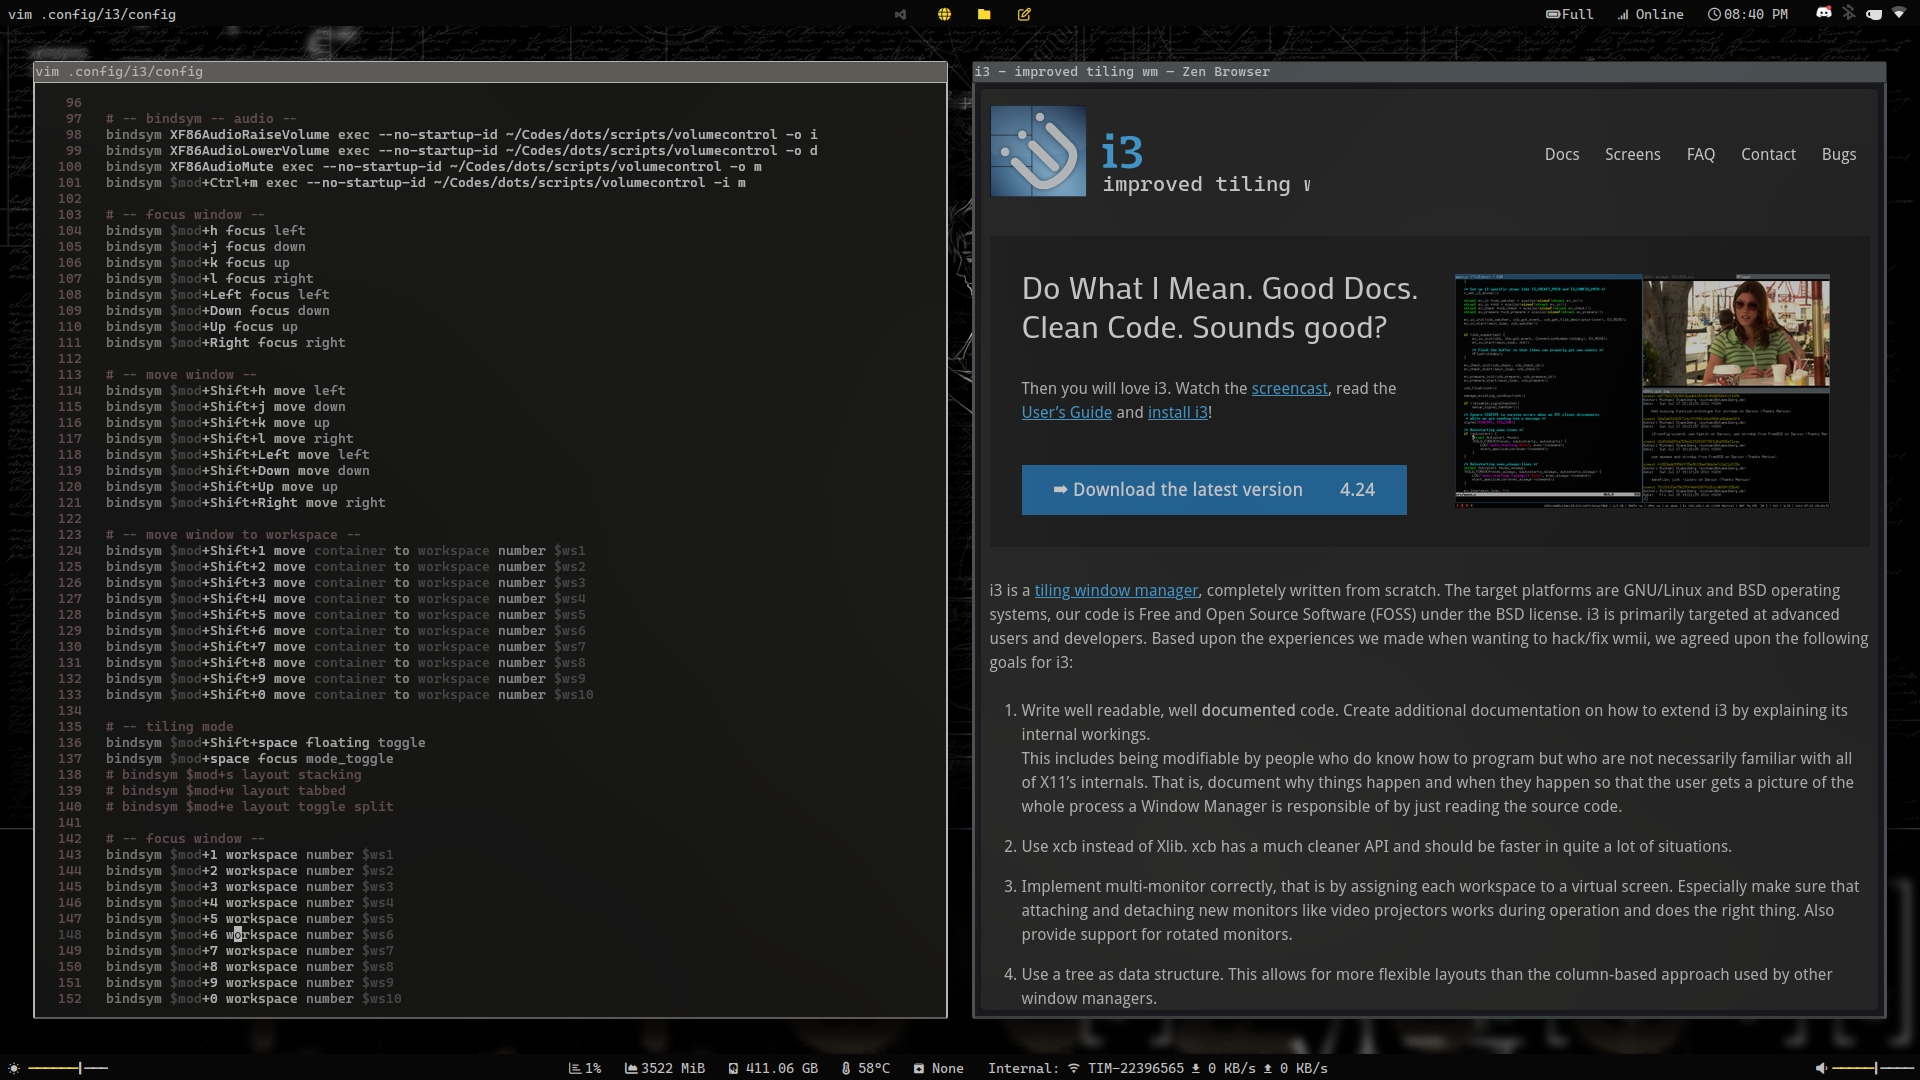 vim .config/i3/config
Full
Online
08:40 PM
vim .config/i3/config
96
97 # -- bindsym -- audio --
98 bindsym XF86AudioRaiseVolume exec --no-startup-id ~/Codes/dots/scripts/volumecontrol -o i
99 bindsym XF86AudioLowerVolume exec --no-startup-id ~/Codes/dots/scripts/volumecontrol -o d
100 bindsym XF86AudioMute exec --no-startup-id ~/Codes/dots/scripts/volumecontrol -o m
101 bindsym $mod+Ctrl+m exec --no-startup-id ~/Codes/dots/scripts/volumecontrol -i m
102
103 # -- focus window --
104 bindsym $mod+h focus left
105 bindsym $mod+j focus down
106 bindsym $mod+k focus up
107 bindsym $mod+l focus right
108 bindsym $mod+Left focus left
109 bindsym $mod+Down focus down
110 bindsym $mod+Up focus up
111 bindsym $mod+Right focus right
112
113 # -- move window --
114 bindsym $mod+Shift+h move left
115 bindsym $mod+Shift+j move down
116 bindsym $mod+Shift+k move up
117 bindsym $mod+Shift+l move right
118 bindsym $mod+Shift+Left move left
119 bindsym $mod+Shift+Down move down
120 bindsym $mod+Shift+Up move up
121 bindsym $mod+Shift+Right move right
122
123 # -- move window to workspace --
124 bindsym $mod+Shift+1 move container to workspace number $ws1
125 bindsym $mod+Shift+2 move container to workspace number $ws2
126 bindsym $mod+Shift+3 move container to workspace number $ws3
127 bindsym $mod+Shift+4 move container to workspace number $ws4
128 bindsym $mod+Shift+5 move container to workspace number $ws5
129 bindsym $mod+Shift+6 move container to workspace number $ws6
130 bindsym $mod+Shift+7 move container to workspace number $ws7
131 bindsym $mod+Shift+8 move container to workspace number $ws8
132 bindsym $mod+Shift+9 move container to workspace number $ws9
133 bindsym $mod+Shift+0 move container to workspace number $ws10
134
135 # -- tiling mode
136 bindsym $mod+Shift+space floating toggle
137 bindsym $mod+space focus mode_toggle
138 # bindsym $mod+s layout stacking
139 # bindsym $mod+w layout tabbed
140 # bindsym $mod+e layout toggle split
141
142 # -- focus window --
143 bindsym $mod+1 workspace number $ws1
144 bindsym $mod+2 workspace number $ws2
145 bindsym $mod+3 workspace number $ws3
146 bindsym $mod+4 workspace number $ws4
147 bindsym $mod+5 workspace number $ws5
148 bindsym $mod+6 workspace number $ws6
149 bindsym $mod+7 workspace number $ws7
150 bindsym $mod+8 workspace number $ws8
151 bindsym $mod+9 workspace number $ws9
152 bindsym $mod+0 workspace number $ws10
i3 - improved tiling wm — Zen Browser
i3
improved tiling
Docs Screens FAQ Contact Bugs
Do What I Mean. Good Docs.
Clean Code. Sounds good?
Then you will love i3. Watch the screencast, read the
User’s Guide and install i3!
➡ Download the latest version 4.24
i3 is a tiling window manager, completely written from scratch. The target platforms are GNU/Linux and BSD operating
systems, our code is Free and Open Source Software (FOSS) under the BSD license. i3 is primarily targeted at advanced
users and developers. Based upon the experiences we made when wanting to hack/fix wmii, we agreed upon the following
goals for i3:
1. Write well readable, well documented code. Create additional documentation on how to extend i3 by explaining its
internal workings.
This includes being modifiable by people who do know how to program but who are not necessarily familiar with all
of X11’s internals. That is, document why things happen and when they happen so that the user gets a picture of the
whole process a Window Manager is responsible of by just reading the source code.
2. Use xcb instead of Xlib. xcb has a much cleaner API and should be faster in quite a lot of situations.
3. Implement multi-monitor correctly, that is by assigning each workspace to a virtual screen. Especially make sure that
attaching and detaching new monitors like video projectors works during operation and does the right thing. Also
provide support for rotated monitors.
4. Use a tree as data structure. This allows for more flexible layouts than the column-based approach used by other
window managers.
1%
3522 MiB
411.06 GB
58°C
None
Internal: TIM-22396565 0 KB/s 0 KB/s